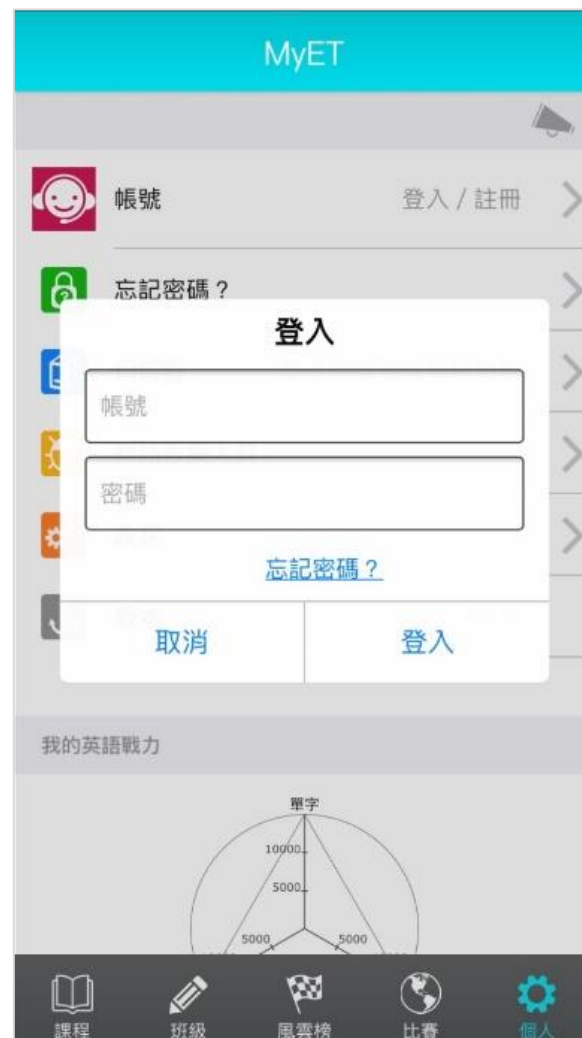 MyET
帳號
登入 / 註冊
忘記密碼？
登入
帳號
密碼
忘記密碼？
取消
登入
我的英語戰力
單字
10000
5000
5000
5000
課程
班級
風雲榜
比賽
個人